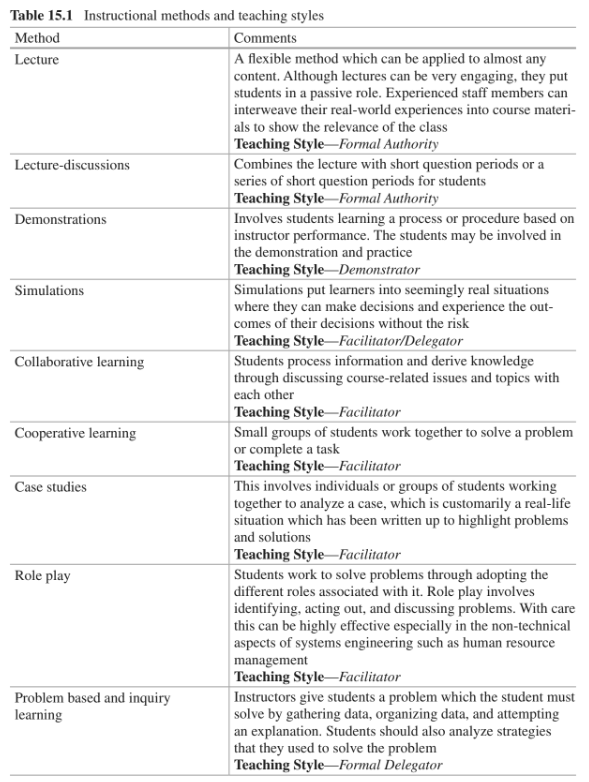 Table 15.1 Instructional methods and teaching styles
Method Comments
Lecture A flexible method which can be applied to almost any
content. Although lectures can be very engaging, they put
students in a passive role. Experienced staff members can
interweave their real-world experiences into course materi-
als to show the relevance of the class
Teaching Style—Formal Authority
Lecture-discussions Combines the lecture with short question periods or a
series of short question periods for students
Teaching Style—Formal Authority
Demonstrations Involves students learning a process or procedure based on
instructor performance. The students may be involved in
the demonstration and practice
Teaching Style—Demonstrator
Simulations Simulations put learners into seemingly real situations
where they can make decisions and experience the out-
comes of their decisions without the risk
Teaching Style—Facilitator/Delegator
Collaborative learning Students process information and derive knowledge
through discussing course-related issues and topics with
each other
Teaching Style—Facilitator
Cooperative learning Small groups of students work together to solve a problem
or complete a task
Teaching Style—Facilitator
Case studies This involves individuals or groups of students working
together to analyze a case, which is customarily a real-life
situation which has been written up to highlight problems
and solutions
Teaching Style—Facilitator
Role play Students work to solve problems through adopting the
different roles associated with it. Role play involves
identifying, acting out, and discussing problems. With care
this can be highly effective especially in the non-technical
aspects of systems engineering such as human resource
management
Teaching Style—Facilitator
Problem based and inquiry Instructors give students a problem which the student must
learning solve by gathering data, organizing data, and attempting
an explanation. Students should also analyze strategies
that they used to solve the problem
Teaching Style—Formal Delegator